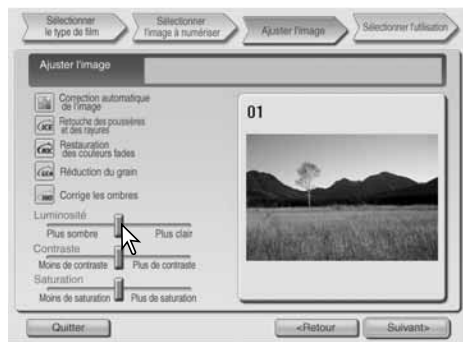 Sélectionner
le type de film
Sélectionner
l'image à numériser
Ajuster l'image
Sélectionner l'utilisation
Ajuster l'image
Correction automatique
de l'image
Retouche des poussières
et des rayures
Restauration
des couleurs fades
Réduction du grain
Corrige les ombres
Luminosité
Plus sombre Plus clair
Contraste
Moins de contraste Plus de contraste
Saturation
Moins de saturation Plus de saturation
01
Quitter <Retour Suivant>